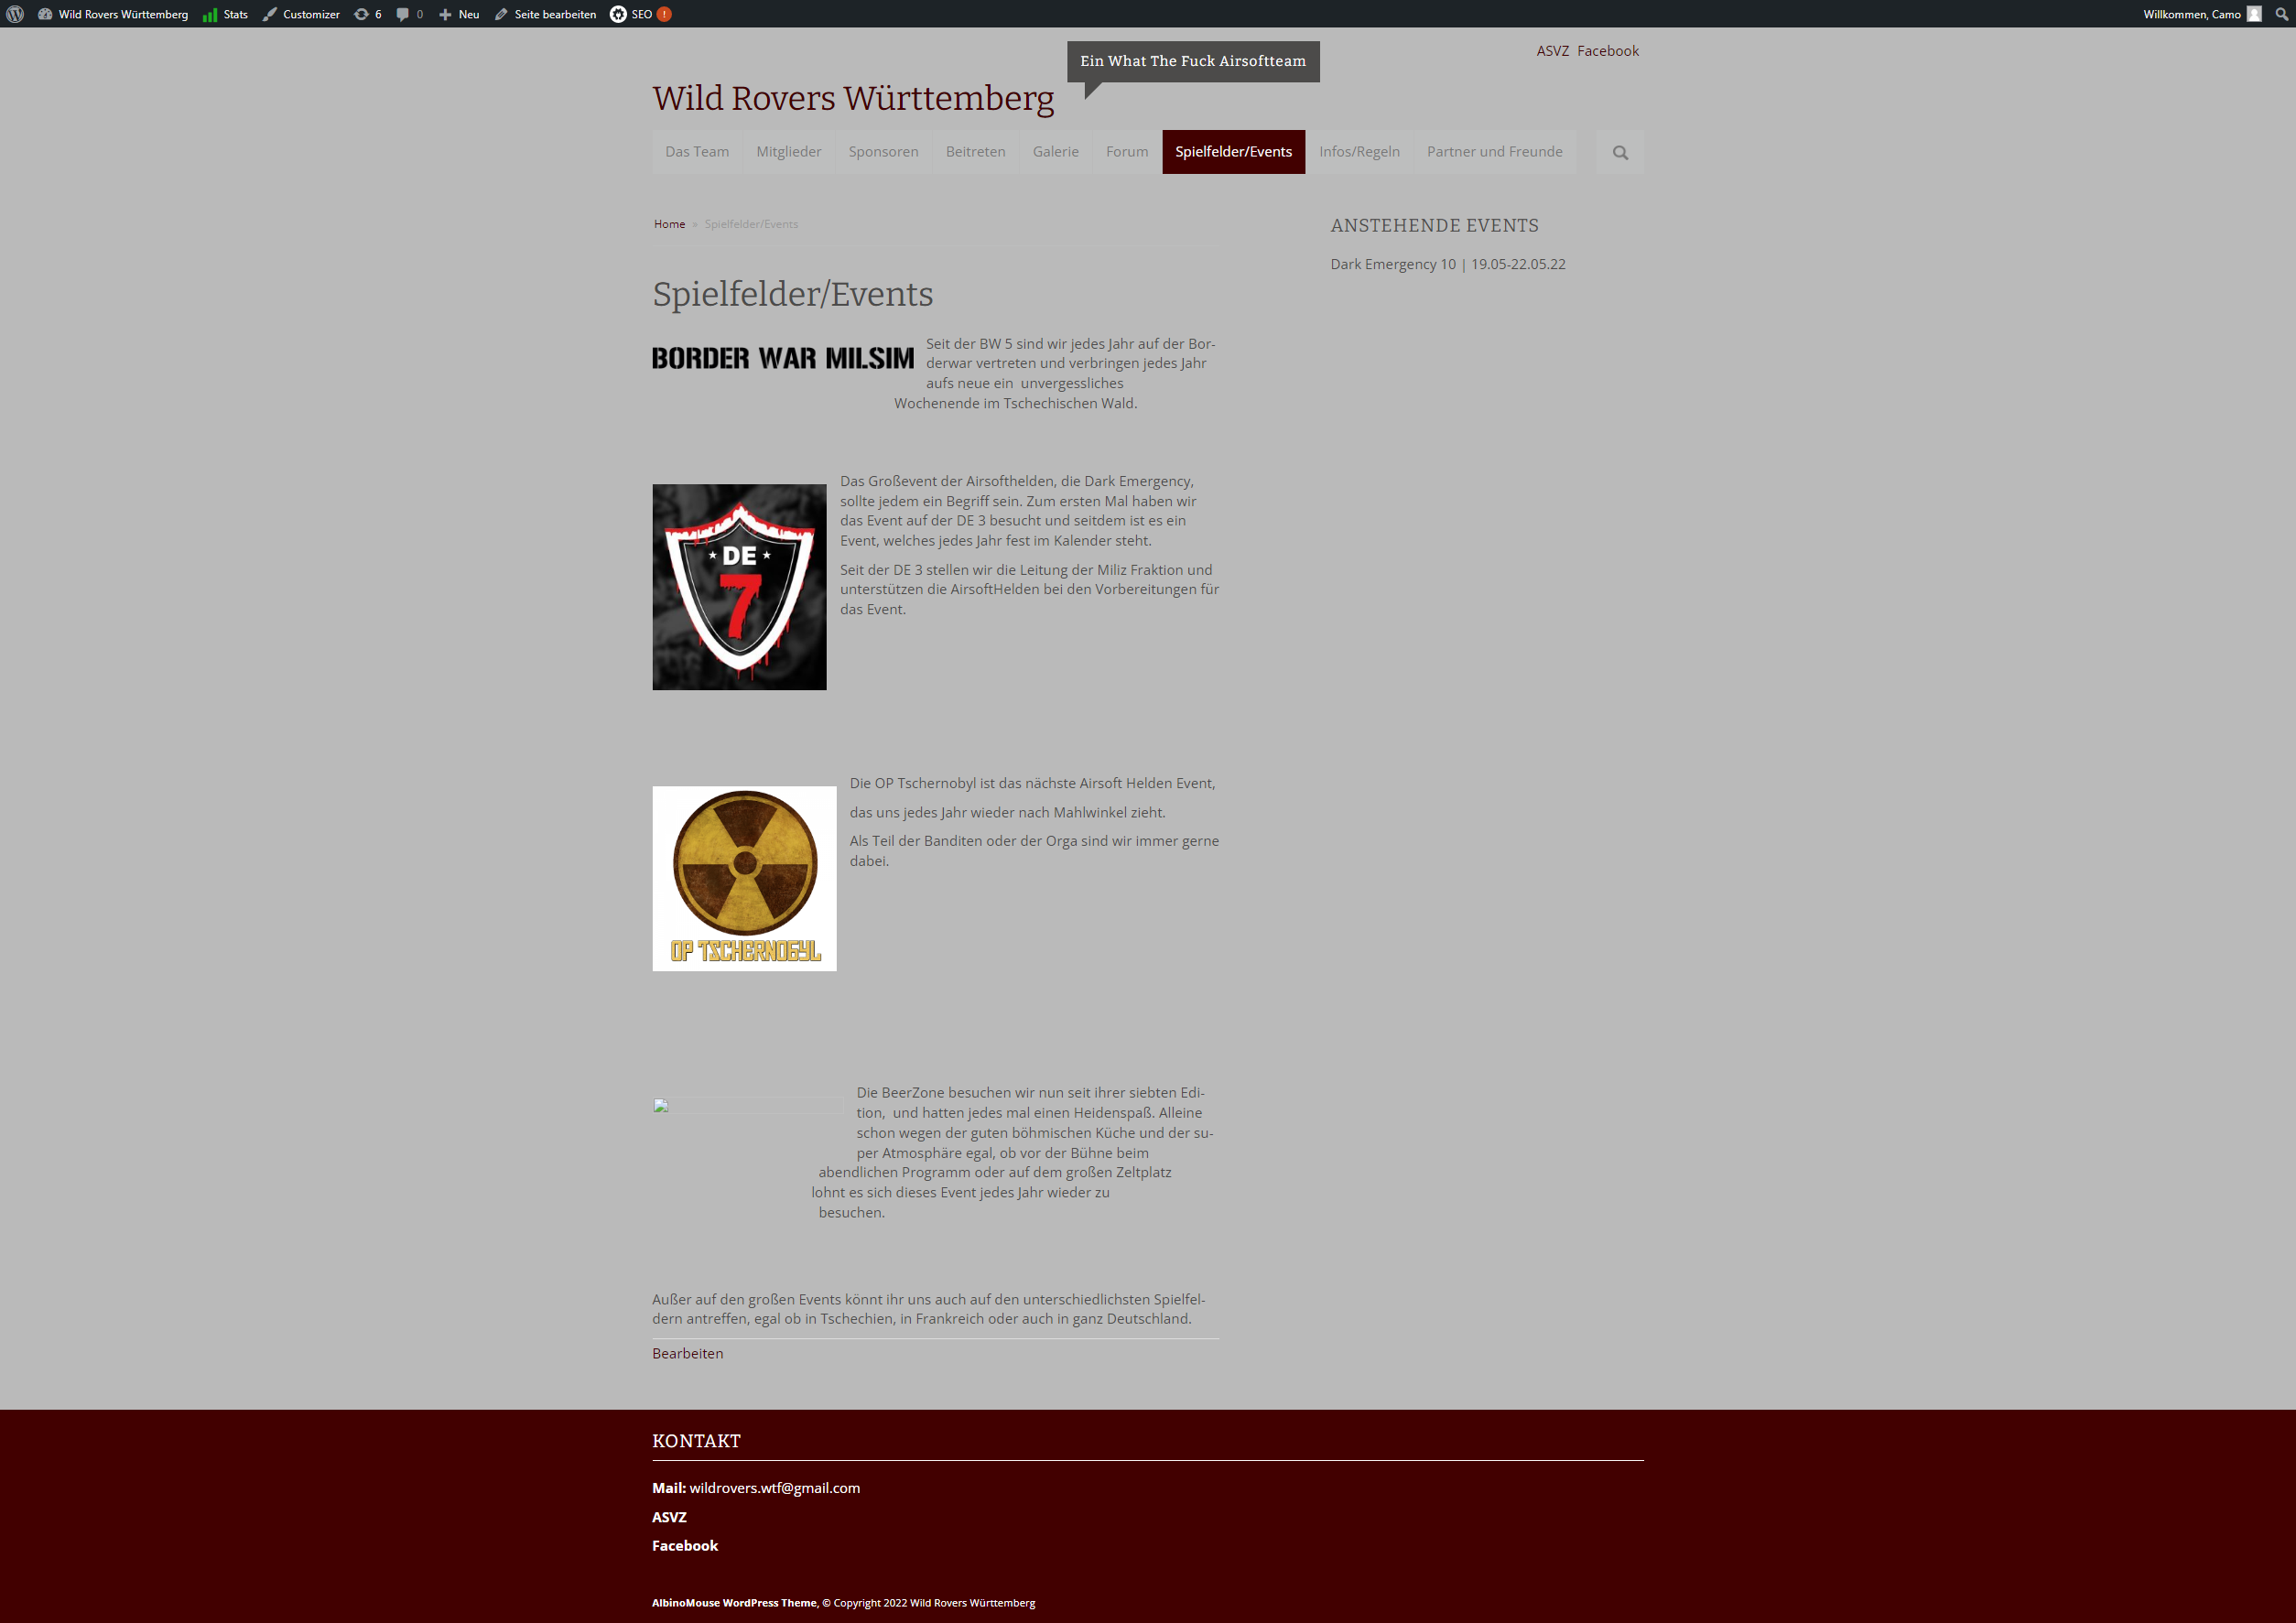 Wild Rovers Württemberg Stats Customizer 6 0 Neu Seite bearbeiten SEO ! Willkommen, Camo
Ein What The Fuck Airsoftteam
ASVZ Facebook
Wild Rovers Württemberg
Das Team Mitglieder Sponsoren Beitreten Galerie Forum Spielfelder/Events Infos/Regeln Partner und Freunde
Home » Spielfelder/Events
ANSTEHENDE EVENTS
Dark Emergency 10 | 19.05-22.05.22
Spielfelder/Events
BORDER WAR MILSIM
Seit der BW 5 sind wir jedes Jahr auf der Bor-
derwar vertreten und verbringen jedes Jahr
aufs neue ein unvergessliches
Wochenende im Tschechischen Wald.
DE
7
Das Großevent der Airsofthelden, die Dark Emergency,
sollte jedem ein Begriff sein. Zum ersten Mal haben wir
das Event auf der DE 3 besucht und seitdem ist es ein
Event, welches jedes Jahr fest im Kalender steht.
Seit der DE 3 stellen wir die Leitung der Miliz Fraktion und
unterstützen die AirsoftHelden bei den Vorbereitungen für
das Event.
OP TSCHERNOBYL
Die OP Tschernobyl ist das nächste Airsoft Helden Event,
das uns jedes Jahr wieder nach Mahlwinkel zieht.
Als Teil der Banditen oder der Orga sind wir immer gerne
dabei.
Die BeerZone besuchen wir nun seit ihrer siebten Edi-
tion, und hatten jedes mal einen Heidenspaß. Alleine
schon wegen der guten böhmischen Küche und der su-
per Atmosphäre egal, ob vor der Bühne beim
abendlichen Programm oder auf dem großen Zeltplatz
lohnt es sich dieses Event jedes Jahr wieder zu
besuchen.
Außer auf den großen Events könnt ihr uns auch auf den unterschiedlichsten Spielfel-
dern antreffen, egal ob in Tschechien, in Frankreich oder auch in ganz Deutschland.
Bearbeiten
KONTAKT
Mail: wildrovers.wtf@gmail.com
ASVZ
Facebook
AlbinoMouse WordPress Theme, © Copyright 2022 Wild Rovers Württemberg